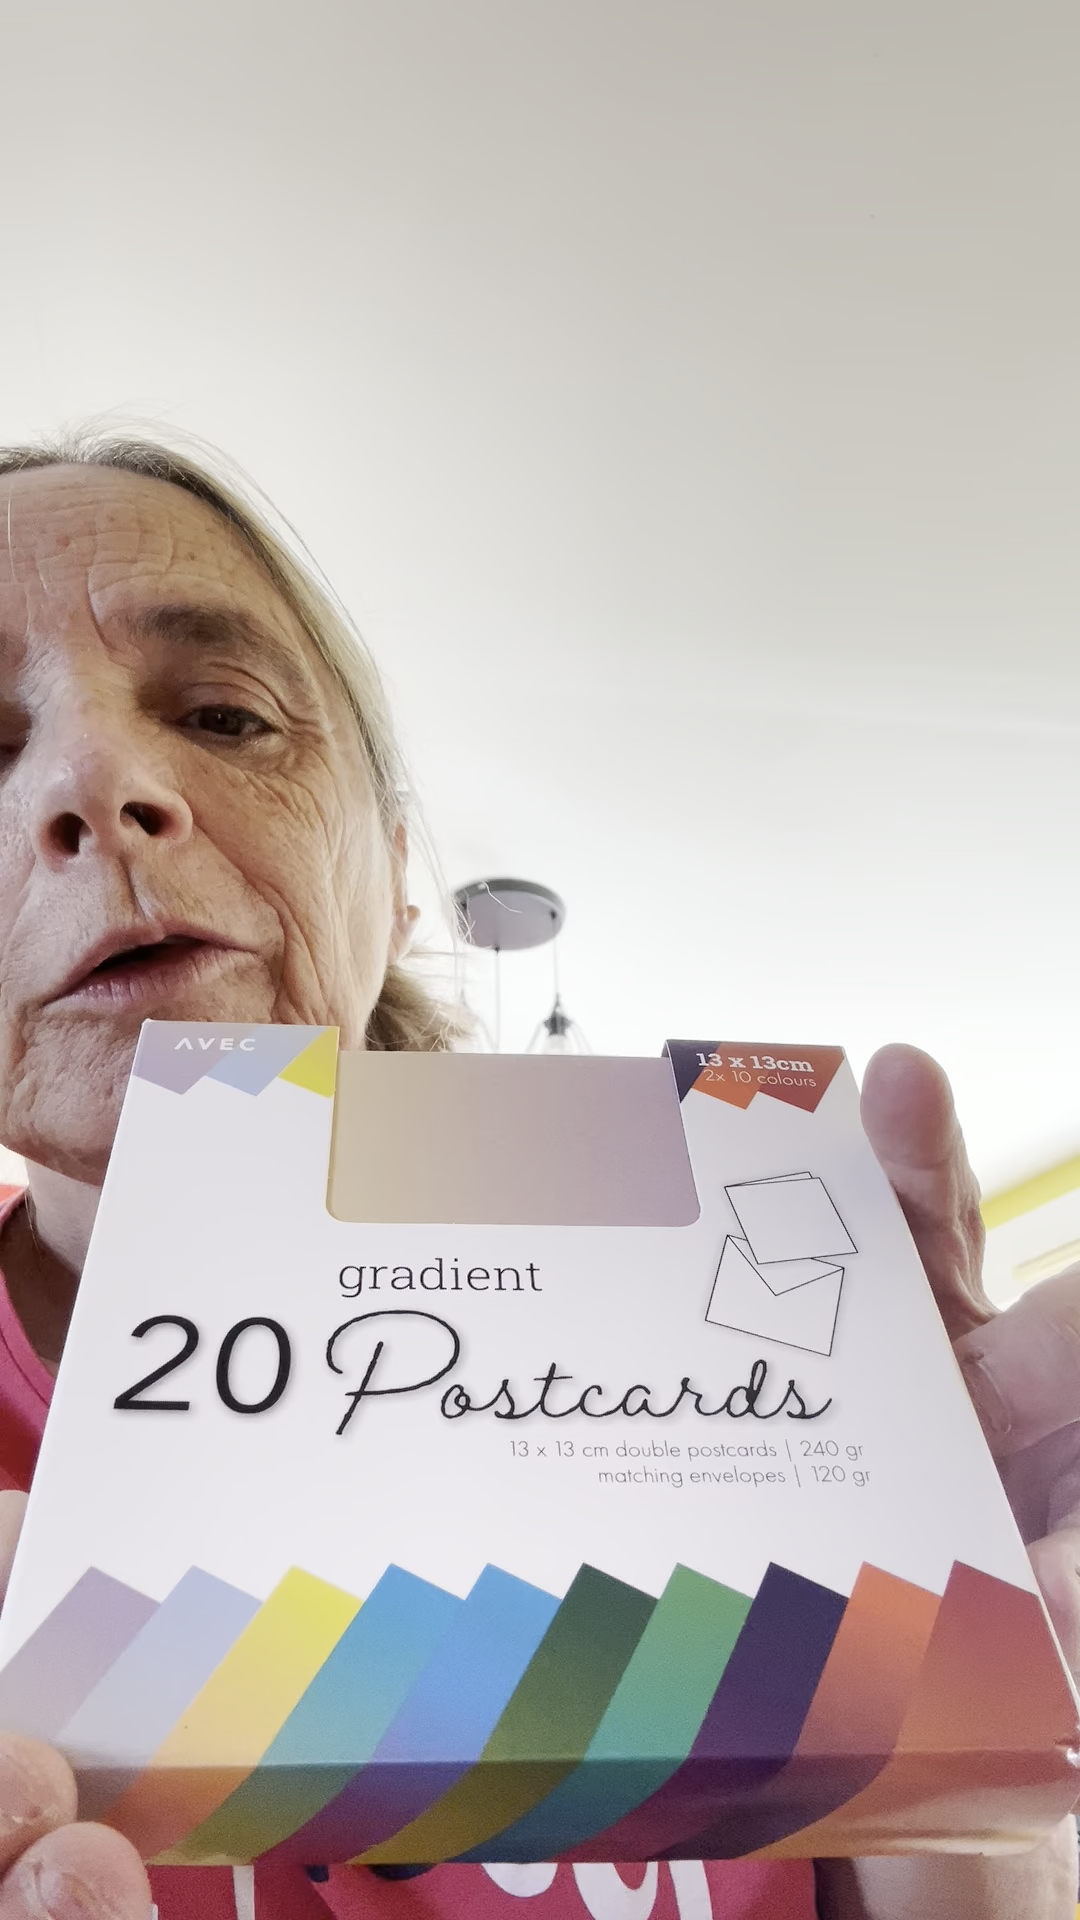 AVEC
13 x 13cm
2x 10 colours
gradient
20 Postcards
13 x 13 cm double postcards | 240 gr
matching envelopes | 120 gr